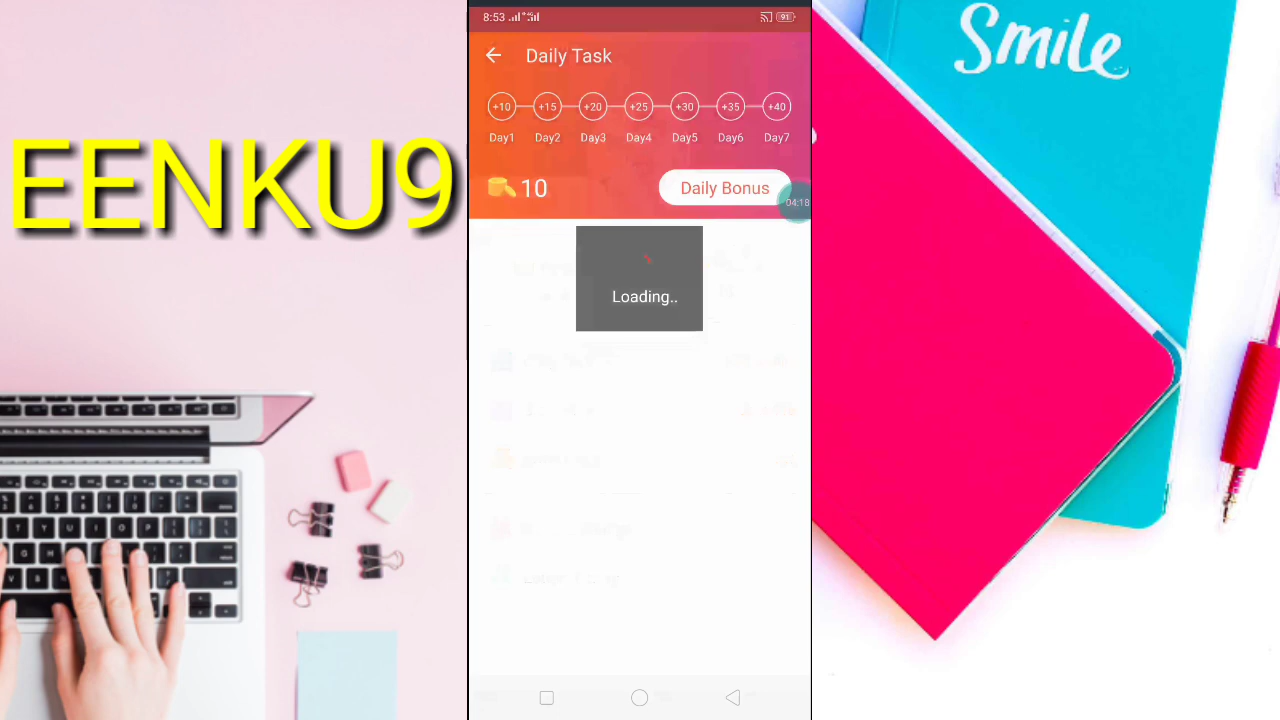 EENKU9
8:53
91
Daily Task
+10 +15 +20 +25 +30 +35 +40
Day1 Day2 Day3 Day4 Day5 Day6 Day7
10
Daily Bonus
04:18
Loading..
Smile